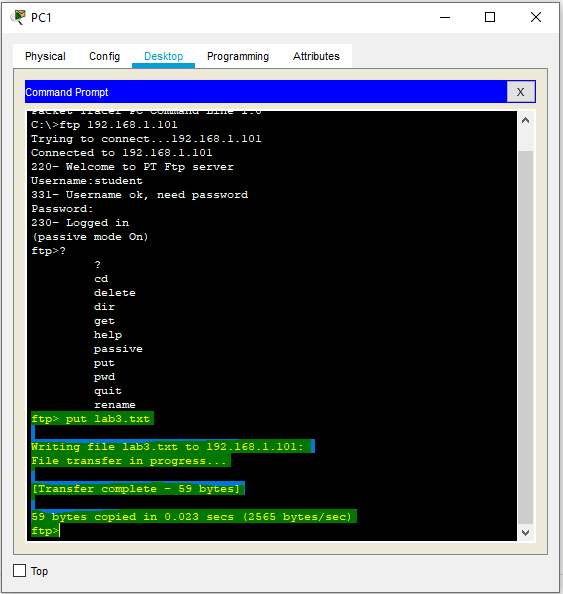 PC1
Physical Config Desktop Programming Attributes
Command Prompt X
Packet Tracer PC Command Line 1.0
C:\>ftp 192.168.1.101
Trying to connect...192.168.1.101
Connected to 192.168.1.101
220- Welcome to PT Ftp server
Username:student
331- Username ok, need password
Password:
230- Logged in
(passive mode On)
ftp>?
?
cd
delete
dir
get
help
passive
put
pwd
quit
rename
ftp> put lab3.txt
Writing file lab3.txt to 192.168.1.101:
File transfer in progress...
[Transfer complete - 59 bytes]
59 bytes copied in 0.023 secs (2565 bytes/sec)
ftp>
Top